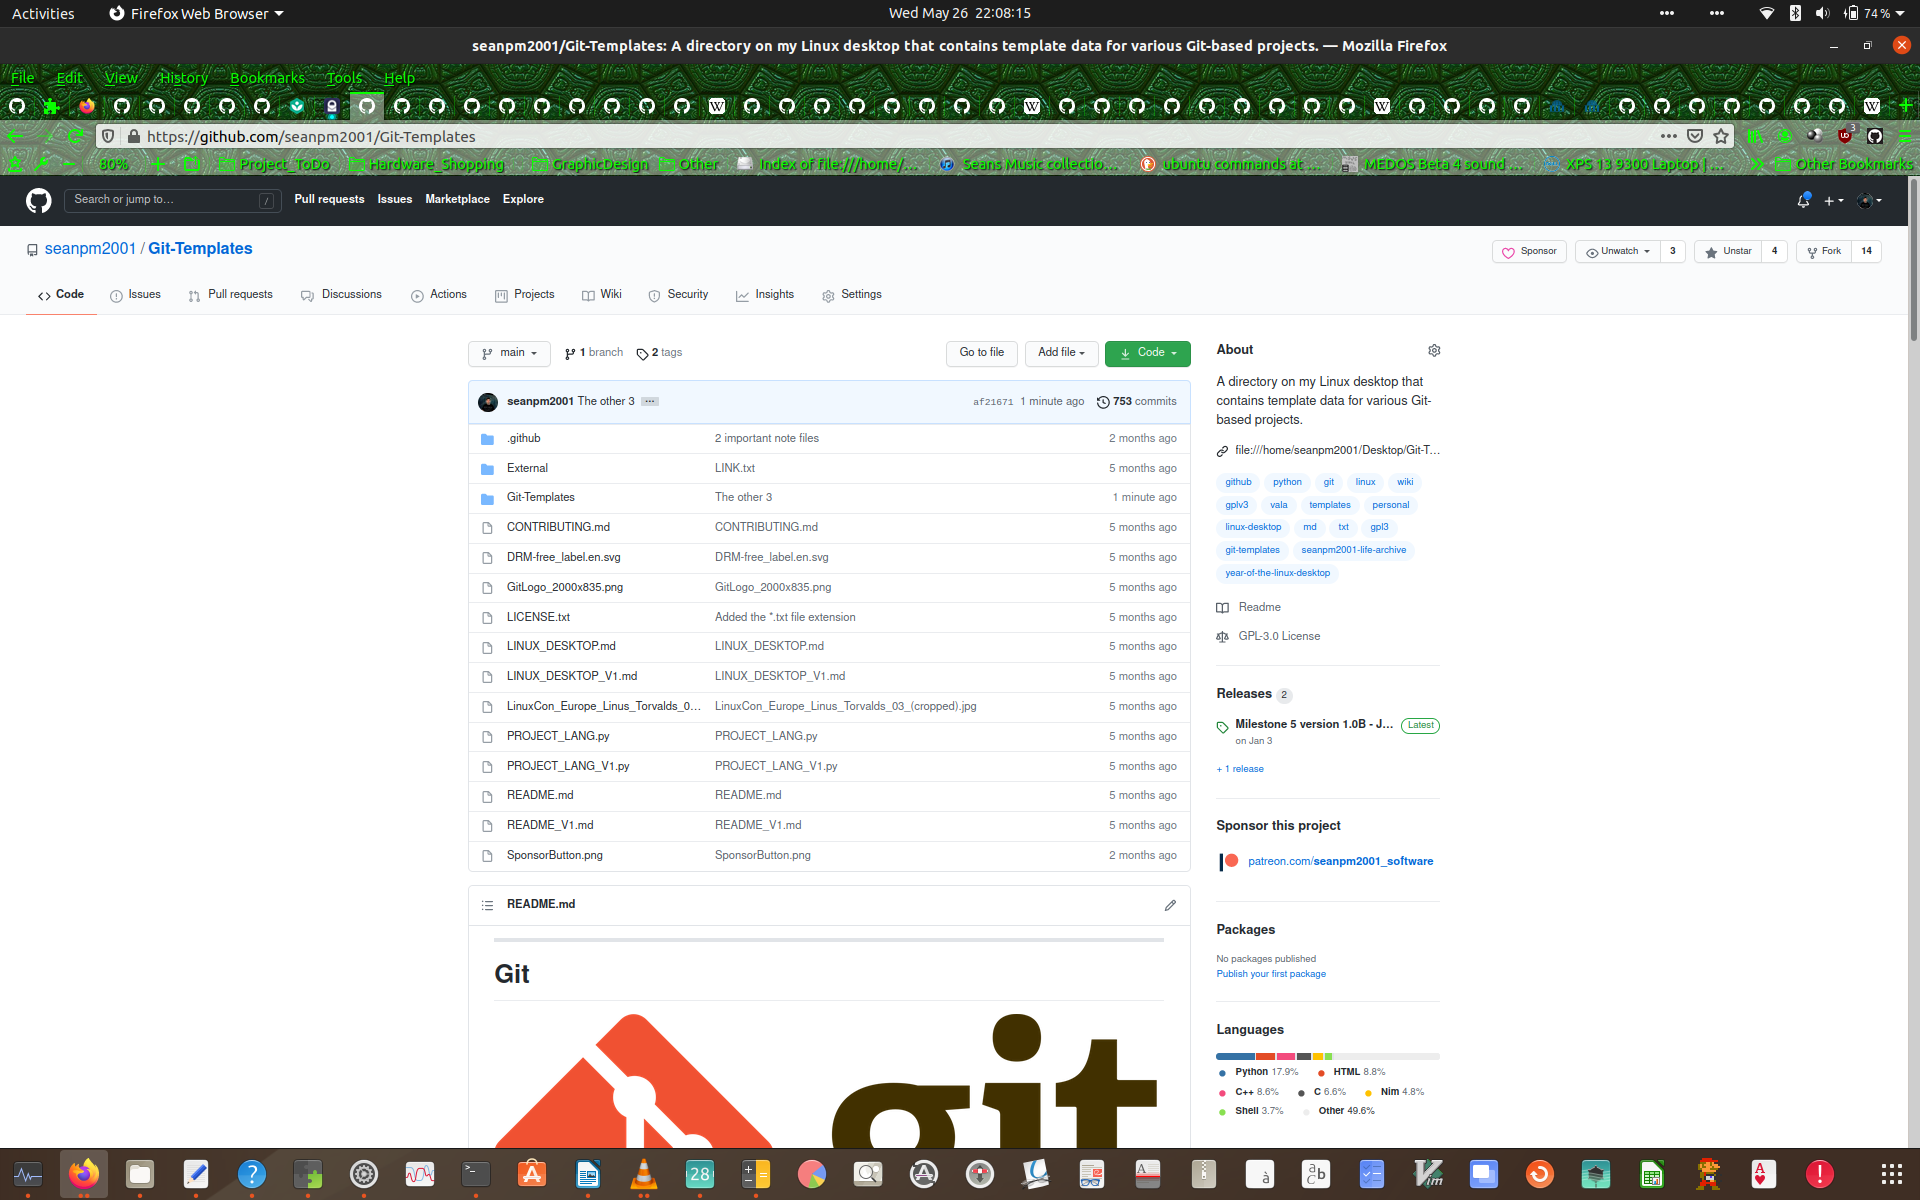 Activities Firefox Web Browser Wed May 26 22:08:15 74 %
seanpm2001/Git-Templates: A directory on my Linux desktop that contains template data for various Git-based projects. — Mozilla Firefox
File Edit View History Bookmarks Tools Help
https://github.com/seanpm2001/Git-Templates 3
80% Project_ToDo Hardware_Shopping GraphicDesign Other Index of file:///home/... Seans Music collectio... ubuntu commands at ... MEDOS Beta 4 sound ... XPS 13 9300 Laptop | ... Other Bookmarks
Search or jump to... / Pull requests Issues Marketplace Explore
seanpm2001 / Git-Templates Sponsor Unwatch 3 Unstar 4 Fork 14
Code Issues Pull requests Discussions Actions Projects Wiki Security Insights Settings
main 1 branch 2 tags Go to file Add file Code
seanpm2001 The other 3 ... af21671 1 minute ago 753 commits
.github 2 important note files 2 months ago
External LINK.txt 5 months ago
Git-Templates The other 3 1 minute ago
CONTRIBUTING.md CONTRIBUTING.md 5 months ago
DRM-free_label.en.svg DRM-free_label.en.svg 5 months ago
GitLogo_2000x835.png GitLogo_2000x835.png 5 months ago
LICENSE.txt Added the *.txt file extension 5 months ago
LINUX_DESKTOP.md LINUX_DESKTOP.md 5 months ago
LINUX_DESKTOP_V1.md LINUX_DESKTOP_V1.md 5 months ago
LinuxCon_Europe_Linus_Torvalds_0... LinuxCon_Europe_Linus_Torvalds_03_(cropped).jpg 5 months ago
PROJECT_LANG.py PROJECT_LANG.py 5 months ago
PROJECT_LANG_V1.py PROJECT_LANG_V1.py 5 months ago
README.md README.md 5 months ago
README_V1.md README_V1.md 5 months ago
SponsorButton.png SponsorButton.png 2 months ago
README.md
Git
git
About
A directory on my Linux desktop that
contains template data for various Git-
based projects.
file:///home/seanpm2001/Desktop/Git-T...
github python git linux wiki
gplv3 vala templates personal
linux-desktop md txt gpl3
git-templates seanpm2001-life-archive
year-of-the-linux-desktop
Readme
GPL-3.0 License
Releases 2
Milestone 5 version 1.0B - J... Latest
on Jan 3
+ 1 release
Sponsor this project
patreon.com/seanpm2001_software
Packages
No packages published
Publish your first package
Languages
Python 17.9% HTML 8.8%
C++ 8.6% C 6.6% Nim 4.8%
Shell 3.7% Other 49.6%
28